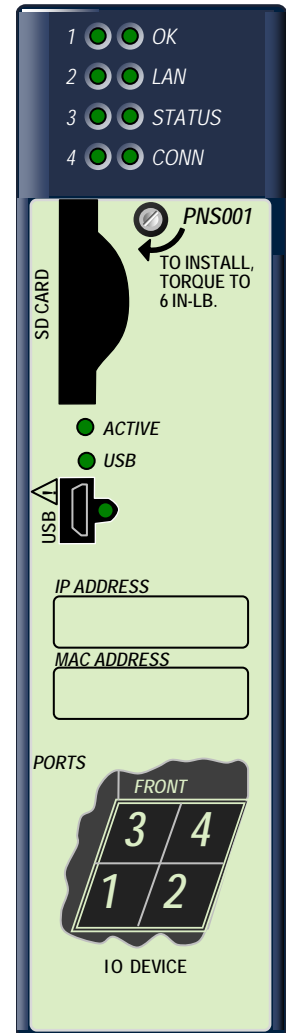 1 OK
2 LAN
3 STATUS
4 CONN
PNS001
TO INSTALL,
TORQUE TO
6 IN-LB.
SD CARD
ACTIVE
USB
USB
IP ADDRESS
MAC ADDRESS
PORTS
FRONT
3 4
1 2
IO DEVICE